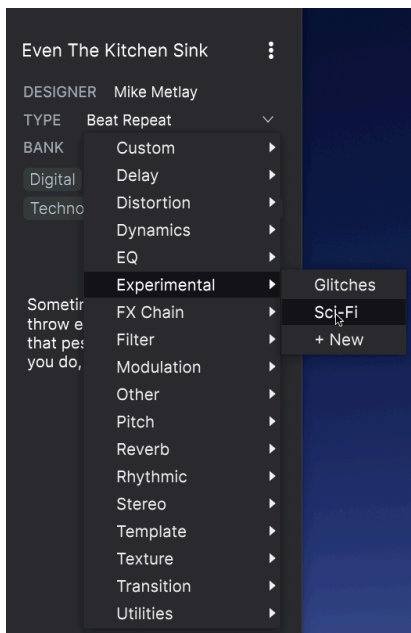 Even The Kitchen Sink
DESIGNER Mike Metlay
TYPE Beat Repeat
BANK
Digital
Techno
Custom
Delay
Distortion
Dynamics
EQ
Experimental
FX Chain
Filter
Modulation
Other
Pitch
Reverb
Rhythmic
Stereo
Template
Texture
Transition
Utilities
Glitches
Sci-Fi
+ New
throw e
that pes
you do,